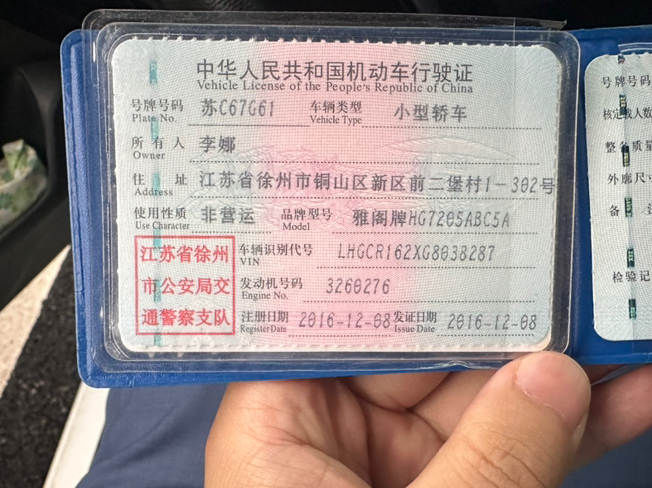 中华人民共和国机动车行驶证
Vehicle License of the People's Republic of China
号牌号码 苏C67G61 车辆类型 小型轿车
Plate No. Vehicle Type
所有人 李娜
Owner
住址 江苏省徐州市铜山区新区前二堡村1-302号
Address
使用性质 非营运 品牌型号 雅阁牌HG7205ABC5A
Use Character Model
江苏省徐州
市公安局交
通警察支队
车辆识别代号 LHGCR162XG8038287
VIN
发动机号码 3260276
Engine No.
注册日期 2016-12-08 发证日期 2016-12-08
Register Date Issue Date
号牌号码
核定载人数
整备质量
外廓尺寸
备注
检验记